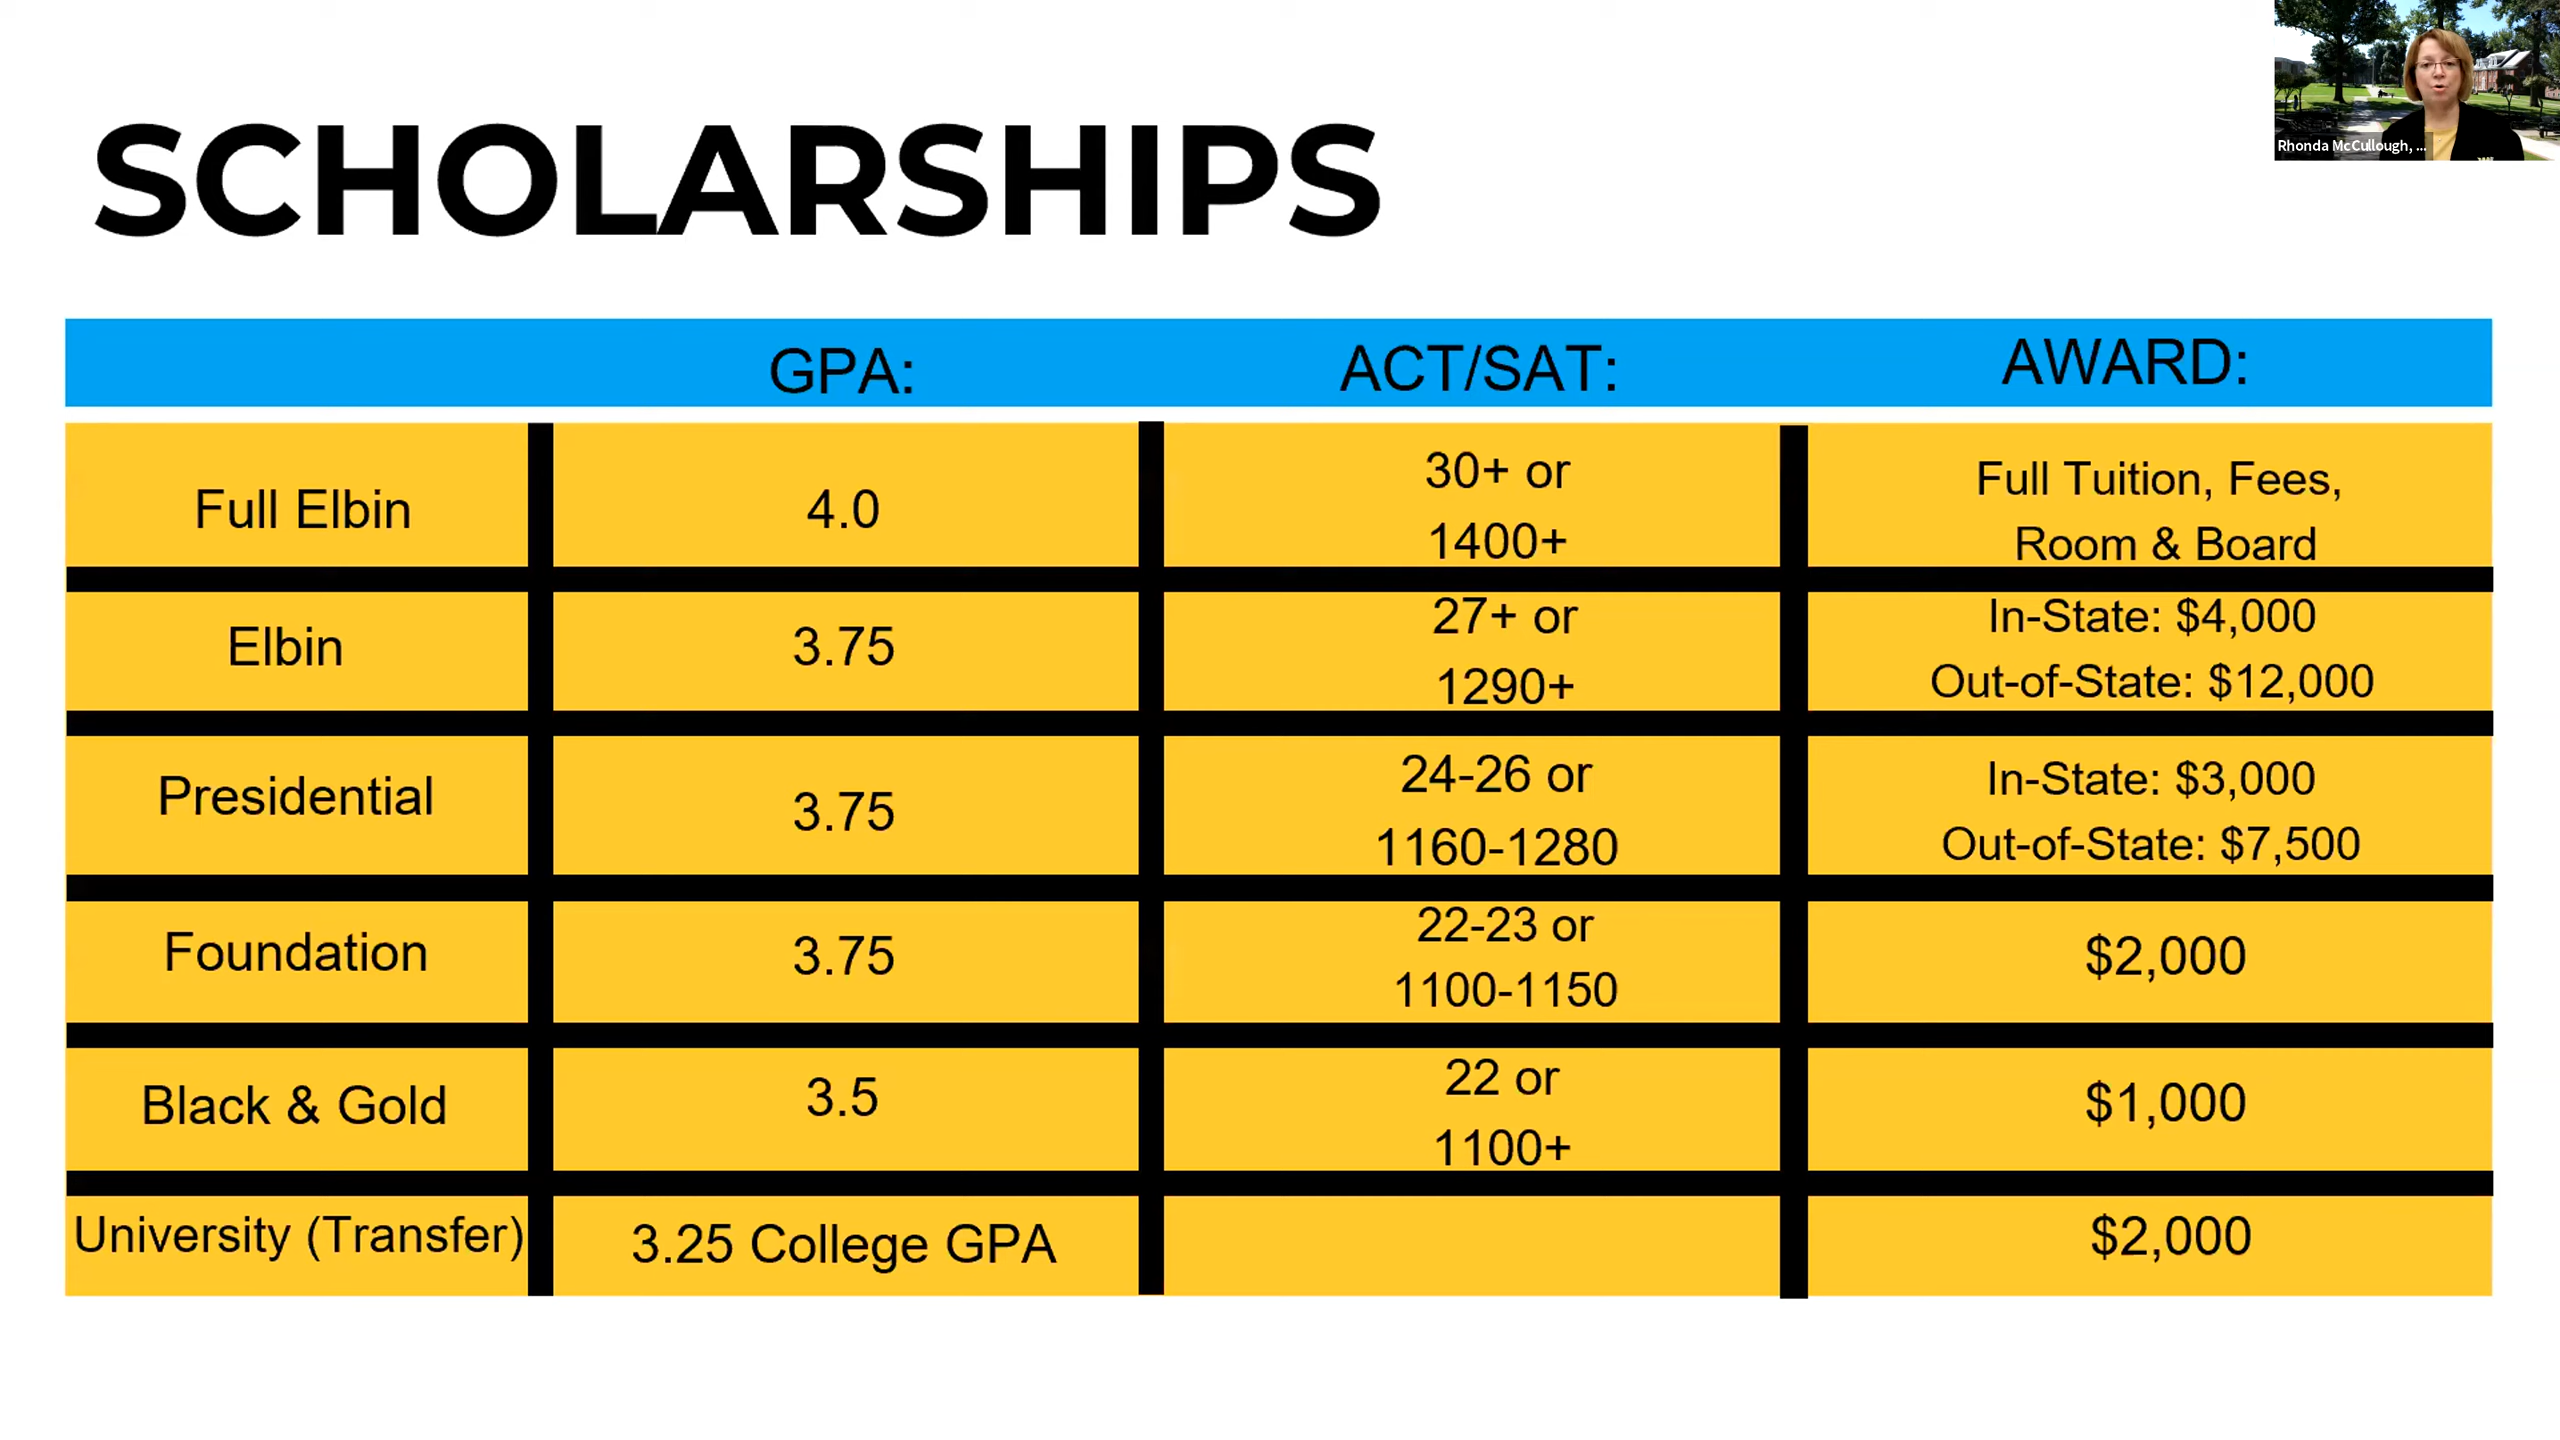 Rhonda McCullough, ...
SCHOLARSHIPS
GPA: ACT/SAT: AWARD:
Full Elbin 4.0 30+ or
1400+ Full Tuition, Fees,
Room & Board
Elbin 3.75 27+ or
1290+ In-State: $4,000
Out-of-State: $12,000
Presidential 3.75 24-26 or
1160-1280 In-State: $3,000
Out-of-State: $7,500
Foundation 3.75 22-23 or
1100-1150 $2,000
Black & Gold 3.5 22 or
1100+ $1,000
University (Transfer) 3.25 College GPA $2,000